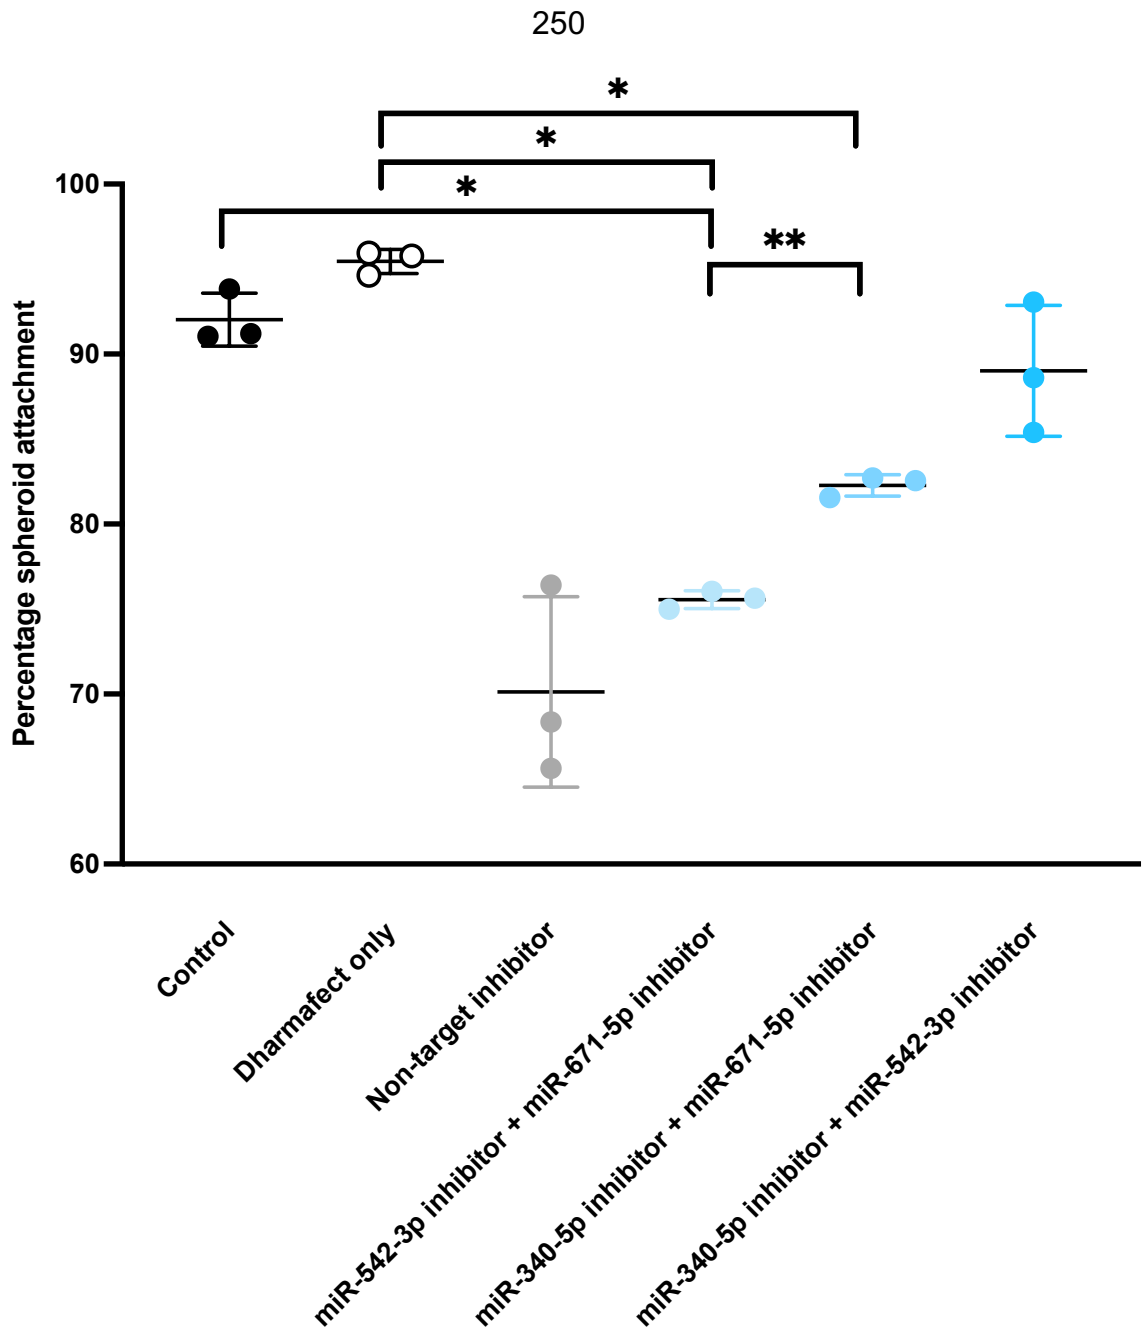 250
*
*
*
**
100
90
80
70
60
Percentage spheroid attachment
Control
Dharmafect only
Non-target inhibitor
miR-542-3p inhibitor + miR-671-5p inhibitor
miR-340-5p inhibitor + miR-671-5p inhibitor
miR-340-5p inhibitor + miR-542-3p inhibitor